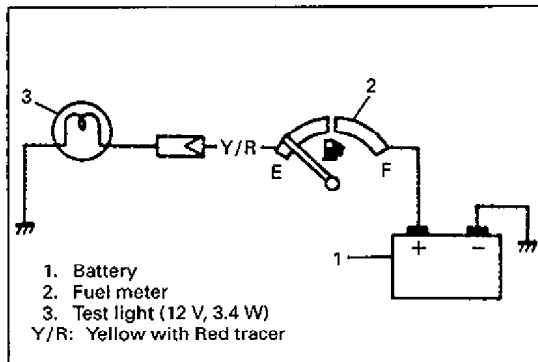 3
2
Y/R
E
F
1
+ −
1. Battery
2. Fuel meter
3. Test light (12 V, 3.4 W)
Y/R: Yellow with Red tracer